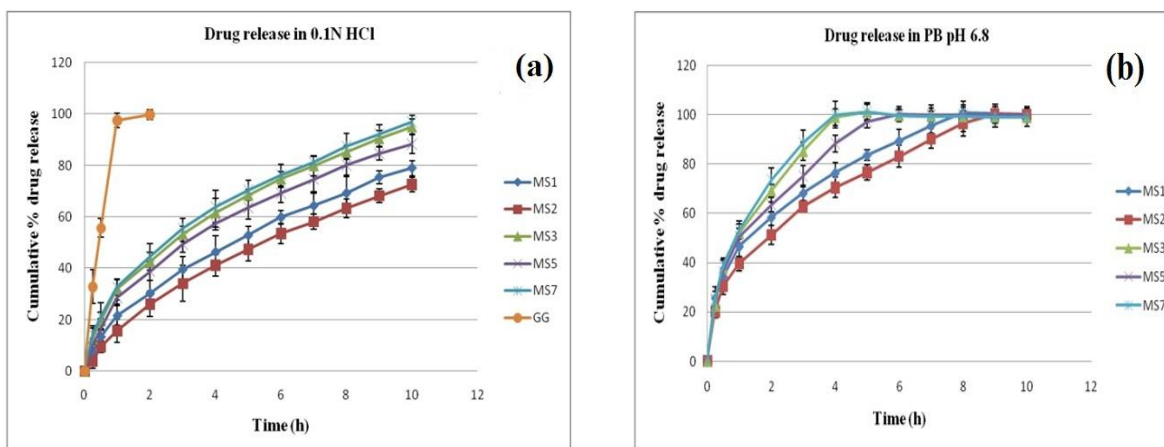 Drug release in 0.1N HCl
(a)
Cumulative % drug release
120
100
80
60
40
20
0
0 2 4 6 8 10 12
Time (h)
MS1
MS2
MS3
MS5
MS7
GG
Drug release in PB pH 6.8
(b)
Cumulative % drug release
120
100
80
60
40
20
0
0 2 4 6 8 10 12
Time (h)
MS1
MS2
MS3
MS5
MS7